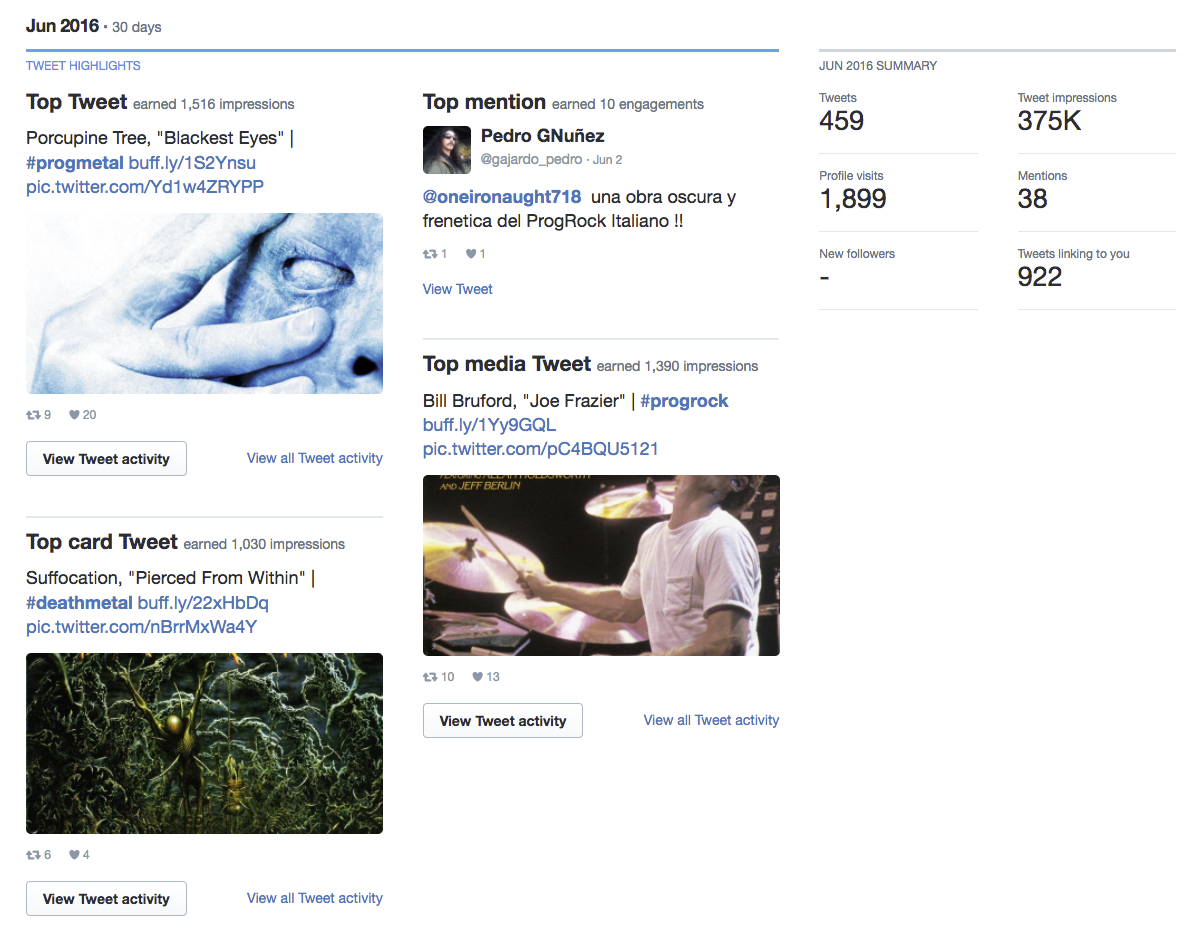 Jun 2016 • 30 days
TWEET HIGHLIGHTS
Top Tweet earned 1,516 impressions
Porcupine Tree, "Blackest Eyes" |
#progmetal buff.ly/1S2Ynsu
pic.twitter.com/Yd1w4ZRYPP
9 20
View Tweet activity
View all Tweet activity
Top card Tweet earned 1,030 impressions
Suffocation, "Pierced From Within" |
#deathmetal buff.ly/22xHbDq
pic.twitter.com/nBrrMxWa4Y
6 4
View Tweet activity
View all Tweet activity
Top mention earned 10 engagements
Pedro GNuñez
@gajardo_pedro · Jun 2
@oneironaught718 una obra oscura y
frenetica del ProgRock Italiano !!
1 1
View Tweet
Top media Tweet earned 1,390 impressions
Bill Bruford, "Joe Frazier" | #progrock
buff.ly/1Yy9GQL
pic.twitter.com/pC4BQU5121
FEATURING ALLAN HOLDSWORTH
AND JEFF BERLIN
10 13
View Tweet activity
View all Tweet activity
JUN 2016 SUMMARY
Tweets
459
Tweet impressions
375K
Profile visits
1,899
Mentions
38
New followers
-
Tweets linking to you
922